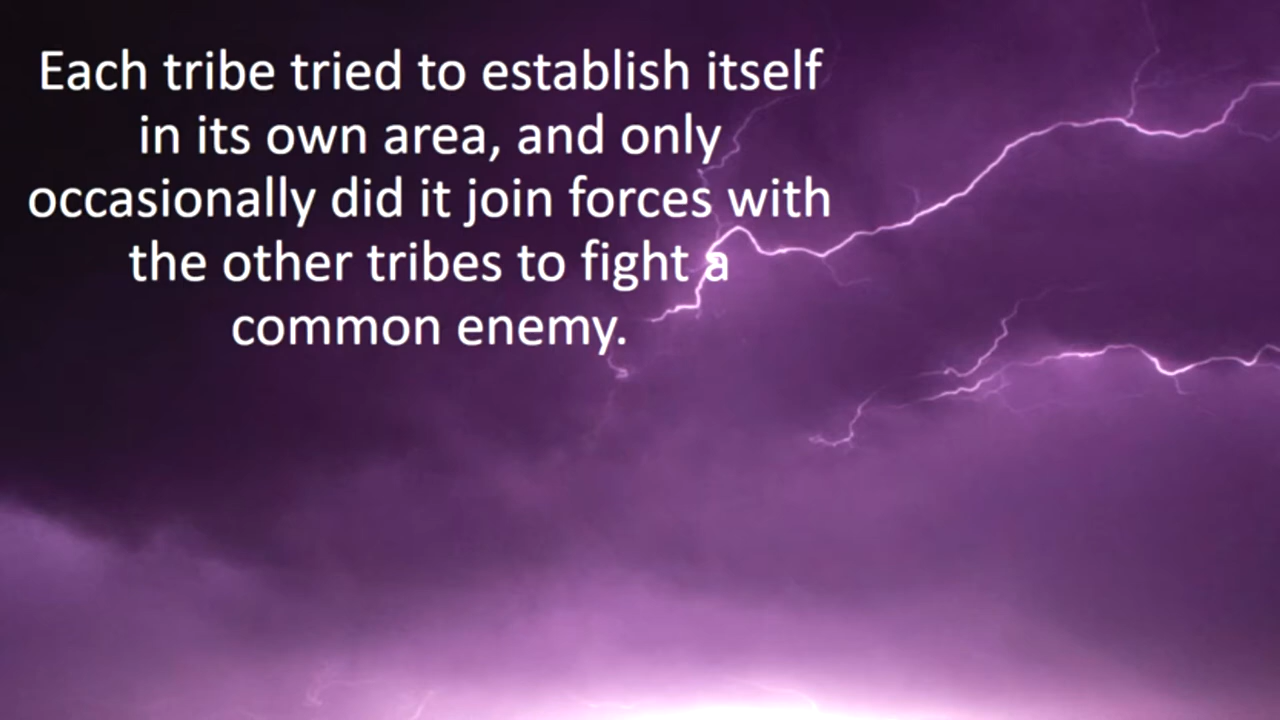 Each tribe tried to establish itself
in its own area, and only
occasionally did it join forces with
the other tribes to fight a
common enemy.